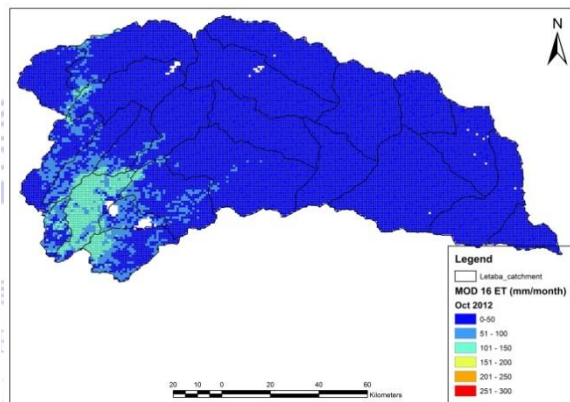 N
Legend
Letaba_catchment
MOD 16 ET (mm/month)
Oct 2012
0-50
51 - 100
101 - 150
151 - 200
201 - 250
251 - 300
20 10 0 20 40 60
Kilometers